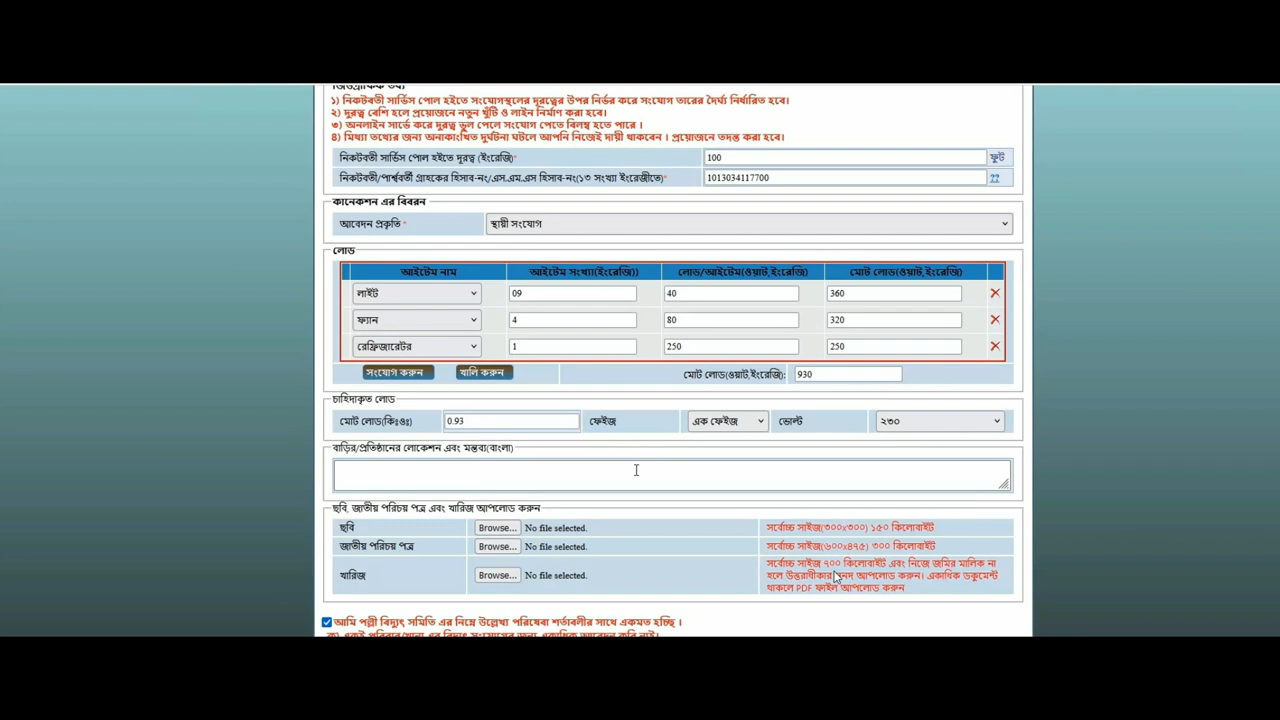 জিওগ্রাফিক তথ্য
১) নিকটবর্তী সার্ভিস পোল হইতে সংযোগস্থলের দূরত্বের উপর নির্ভর করে সংযোগ তারের দৈর্ঘ্য নির্ধারিত হবে।
২) দূরত্ব বেশি হলে প্রয়োজনে নতুন খুঁটি ও লাইন নির্মাণ করা হবে।
৩) অনলাইন সার্ভে করে দূরত্ব ভুল পেলে সংযোগ পেতে বিলম্ব হতে পারে ।
৪) মিথ্যা তথ্যের জন্য অনাকাংখিত দুর্ঘটনা ঘটলে আপনি নিজেই দায়ী থাকবেন । প্রয়োজনে তদন্ত করা হবে।
নিকটবর্তী সার্ভিস পোল হইতে দূরত্ব (ইংরেজি)* 100 ফুট
নিকটবর্তী/পার্শ্ববর্তী গ্রাহকের হিসাব-নং/এস.এম.এস হিসাব-নং(১৩ সংখ্যা ইংরেজীতে)* 1013034117700 ??
কানেকশন এর বিবরন
আবেদন প্রকৃতি * স্থায়ী সংযোগ
লোড
আইটেম নাম আইটেম সংখ্যা(ইংরেজি)) লোড/আইটেম(ওয়াট,ইংরেজি) মোট লোড(ওয়াট,ইংরেজি)
লাইট 09 40 360
ফ্যান 4 80 320
রেফ্রিজারেটর 1 250 250
সংযোগ করুন খালি করুন মোট লোড(ওয়াট,ইংরেজি): 930
চাহিদাকৃত লোড
মোট লোড(কিঃওঃ) 0.93 ফেইজ এক ফেইজ ভোল্ট ২৩০
বাড়ির/প্রতিষ্ঠানের লোকেশন এবং মন্তব্য(বাংলা)
ছবি, জাতীয় পরিচয় পত্র এবং খারিজ আপলোড করুন
ছবি Browse... No file selected. সর্বোচ্চ সাইজ(৩০০x৩০০) ১৫০ কিলোবাইট
জাতীয় পরিচয় পত্র Browse... No file selected. সর্বোচ্চ সাইজ(৬০০x৪৭৫) ৩০০ কিলোবাইট
খারিজ Browse... No file selected. সর্বোচ্চ সাইজ ৭০০ কিলোবাইট এবং নিজে জমির মালিক না
হলে উত্তরাধীকার সনদ আপলোড করুন। একাধিক ডকুমেন্ট
থাকলে PDF ফাইল আপলোড করুন
আমি পল্লী বিদ্যুৎ সমিতি এর নিম্নে উল্লেখ্য পরিষেবা শর্তাবলীর সাথে একমত হচ্ছি ।